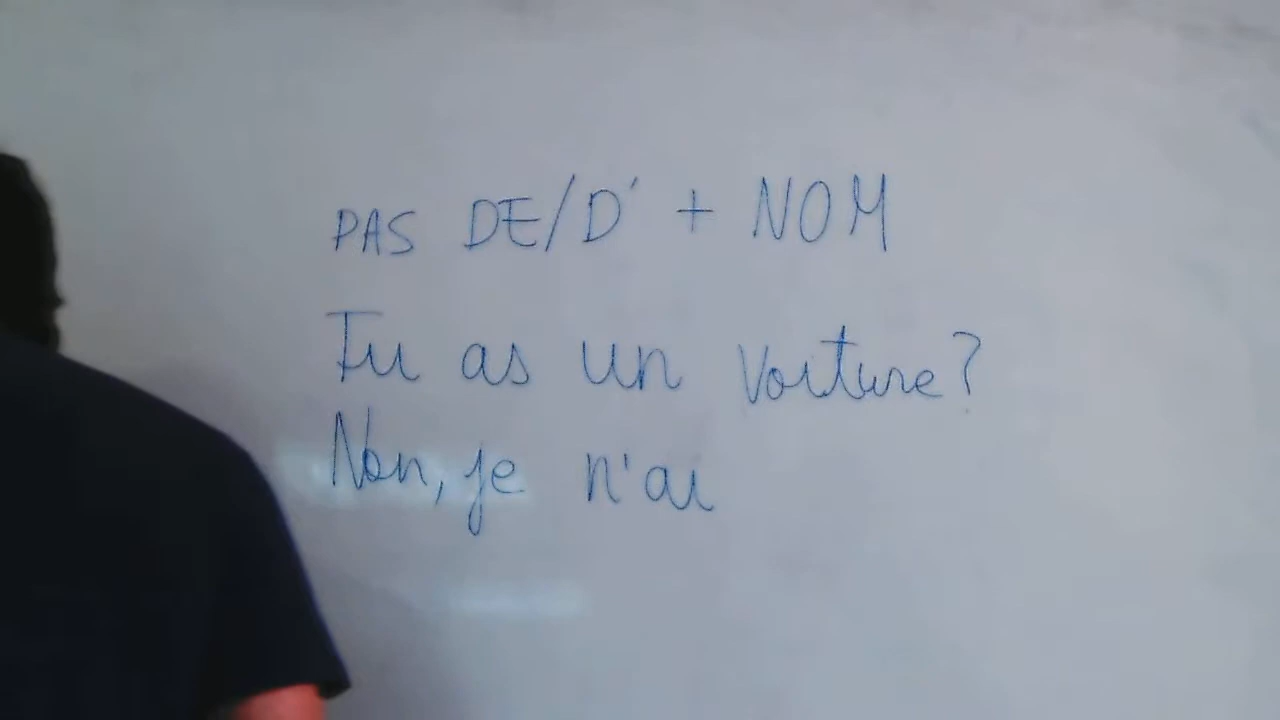 PAS DE/D' + NOM
Tu as un voiture?
Non, je n'ai